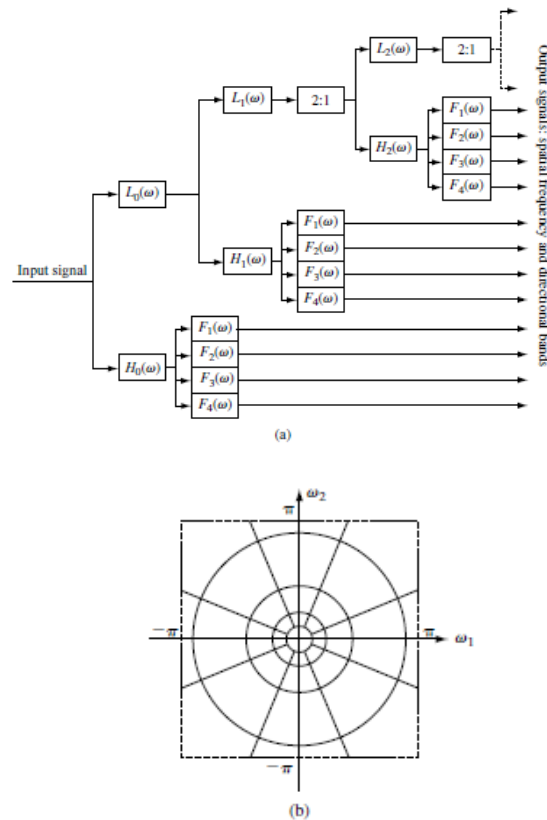 L₂(ω)
2:1
L₁(ω)
2:1
F₁(ω)
F₂(ω)
H₂(ω)
F₃(ω)
F₄(ω)
L₀(ω)
F₁(ω)
F₂(ω)
H₁(ω)
F₃(ω)
F₄(ω)
Input signal
F₁(ω)
F₂(ω)
H₀(ω)
F₃(ω)
F₄(ω)
Output signals: spatial frequency and directional bands
(a)
ω₂
π
−π
π
ω₁
−π
(b)